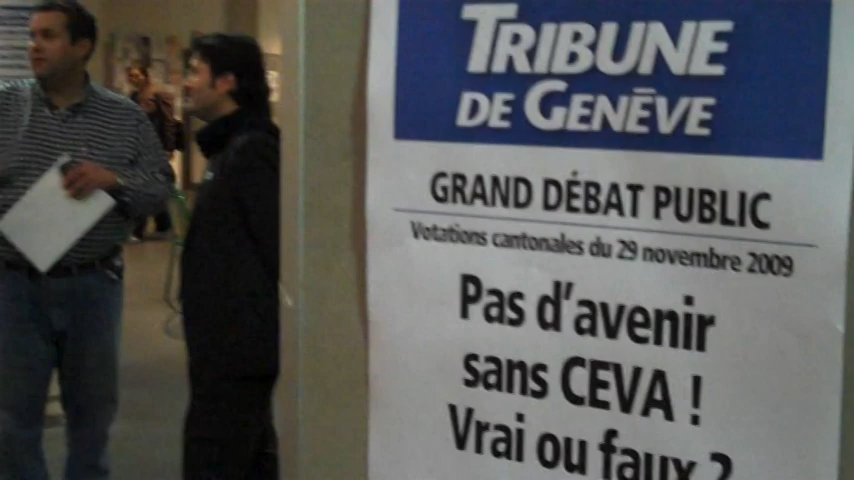 TRIBUNE
DE GENÈVE
GRAND DÉBAT PUBLIC
Votations cantonales du 29 novembre 2009
Pas d'avenir
sans CEVA !
Vrai ou faux ?